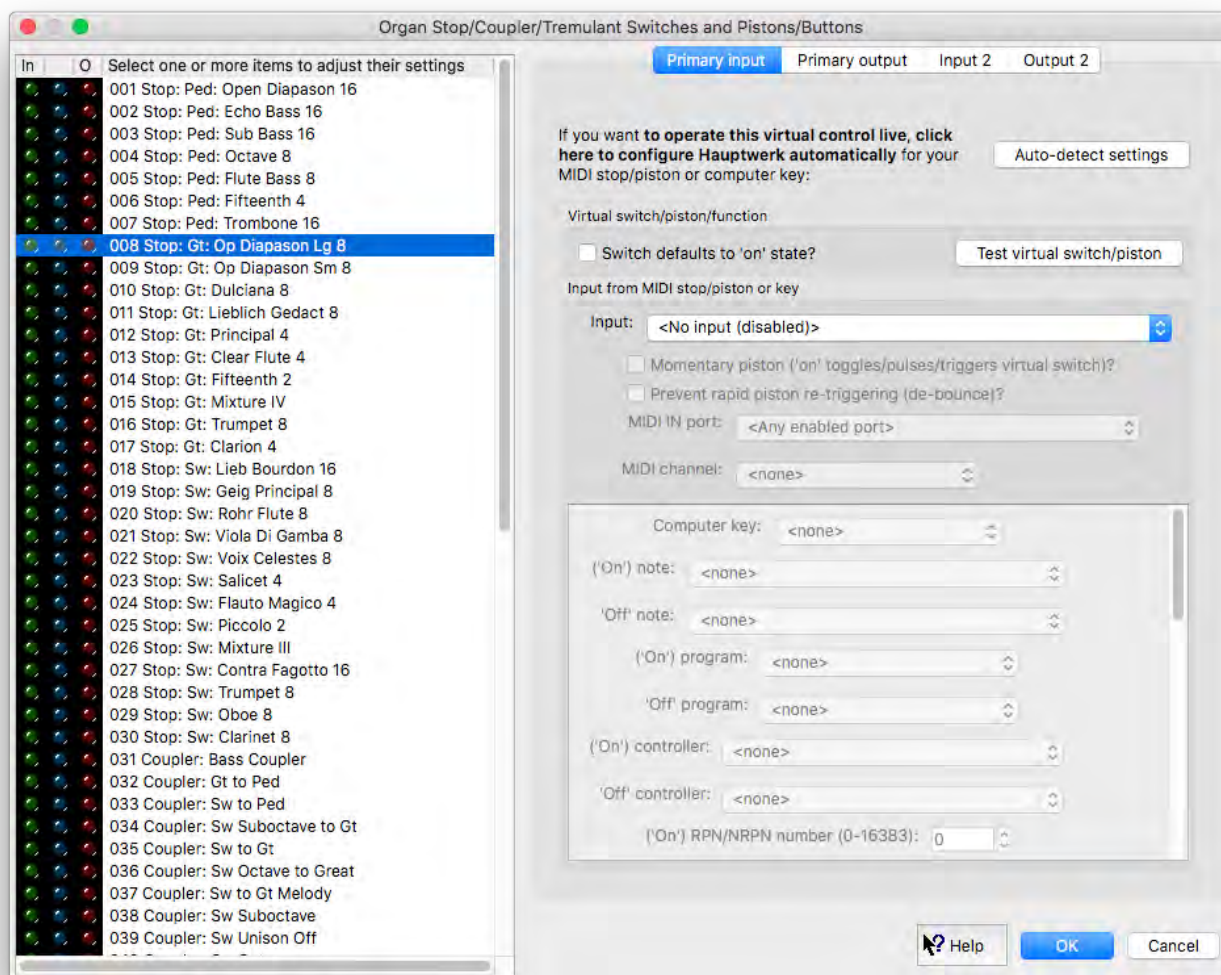 Organ Stop/Coupler/Tremulant Switches and Pistons/Buttons
In O Select one or more items to adjust their settings
001 Stop: Ped: Open Diapason 16
002 Stop: Ped: Echo Bass 16
003 Stop: Ped: Sub Bass 16
004 Stop: Ped: Octave 8
005 Stop: Ped: Flute Bass 8
006 Stop: Ped: Fifteenth 4
007 Stop: Ped: Trombone 16
008 Stop: Gt: Op Diapason Lg 8
009 Stop: Gt: Op Diapason Sm 8
010 Stop: Gt: Dulciana 8
011 Stop: Gt: Lieblich Gedact 8
012 Stop: Gt: Principal 4
013 Stop: Gt: Clear Flute 4
014 Stop: Gt: Fifteenth 2
015 Stop: Gt: Mixture IV
016 Stop: Gt: Trumpet 8
017 Stop: Gt: Clarion 4
018 Stop: Sw: Lieb Bourdon 16
019 Stop: Sw: Geig Principal 8
020 Stop: Sw: Rohr Flute 8
021 Stop: Sw: Viola Di Gamba 8
022 Stop: Sw: Voix Celestes 8
023 Stop: Sw: Salicet 4
024 Stop: Sw: Flauto Magico 4
025 Stop: Sw: Piccolo 2
026 Stop: Sw: Mixture III
027 Stop: Sw: Contra Fagotto 16
028 Stop: Sw: Trumpet 8
029 Stop: Sw: Oboe 8
030 Stop: Sw: Clarinet 8
031 Coupler: Bass Coupler
032 Coupler: Gt to Ped
033 Coupler: Sw to Ped
034 Coupler: Sw Suboctave to Gt
035 Coupler: Sw to Gt
036 Coupler: Sw Octave to Great
037 Coupler: Sw to Gt Melody
038 Coupler: Sw Suboctave
039 Coupler: Sw Unison Off
Primary input Primary output Input 2 Output 2
If you want to operate this virtual control live, click
here to configure Hauptwerk automatically for your
MIDI stop/piston or computer key:
Auto-detect settings
Virtual switch/piston/function
Switch defaults to 'on' state?
Test virtual switch/piston
Input from MIDI stop/piston or key
Input: <No input (disabled)>
Momentary piston ('on' toggles/pulses/triggers virtual switch)?
Prevent rapid piston re-triggering (de-bounce)?
MIDI IN port: <Any enabled port>
MIDI channel: <none>
Computer key: <none>
('On') note: <none>
'Off' note: <none>
('On') program: <none>
'Off' program: <none>
('On') controller: <none>
'Off' controller: <none>
('On') RPN/NRPN number (0-16383): 0
Help OK Cancel